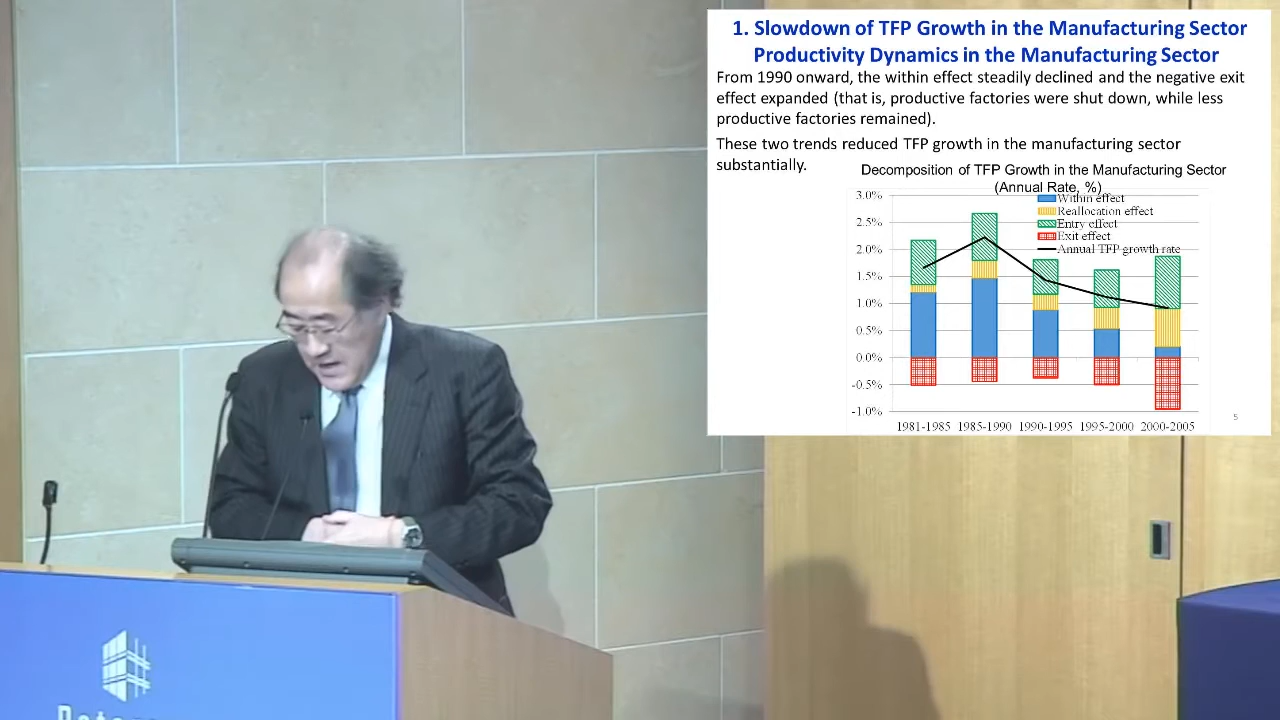 1. Slowdown of TFP Growth in the Manufacturing Sector
Productivity Dynamics in the Manufacturing Sector
From 1990 onward, the within effect steadily declined and the negative exit
effect expanded (that is, productive factories were shut down, while less
productive factories remained).
These two trends reduced TFP growth in the manufacturing sector
substantially.
Decomposition of TFP Growth in the Manufacturing Sector
(Annual Rate, %)
Within effect
Reallocation effect
Entry effect
Exit effect
Annual TFP growth rate
3.0%
2.5%
2.0%
1.5%
1.0%
0.5%
0.0%
-0.5%
-1.0%
1981-1985 1985-1990 1990-1995 1995-2000 2000-2005
5